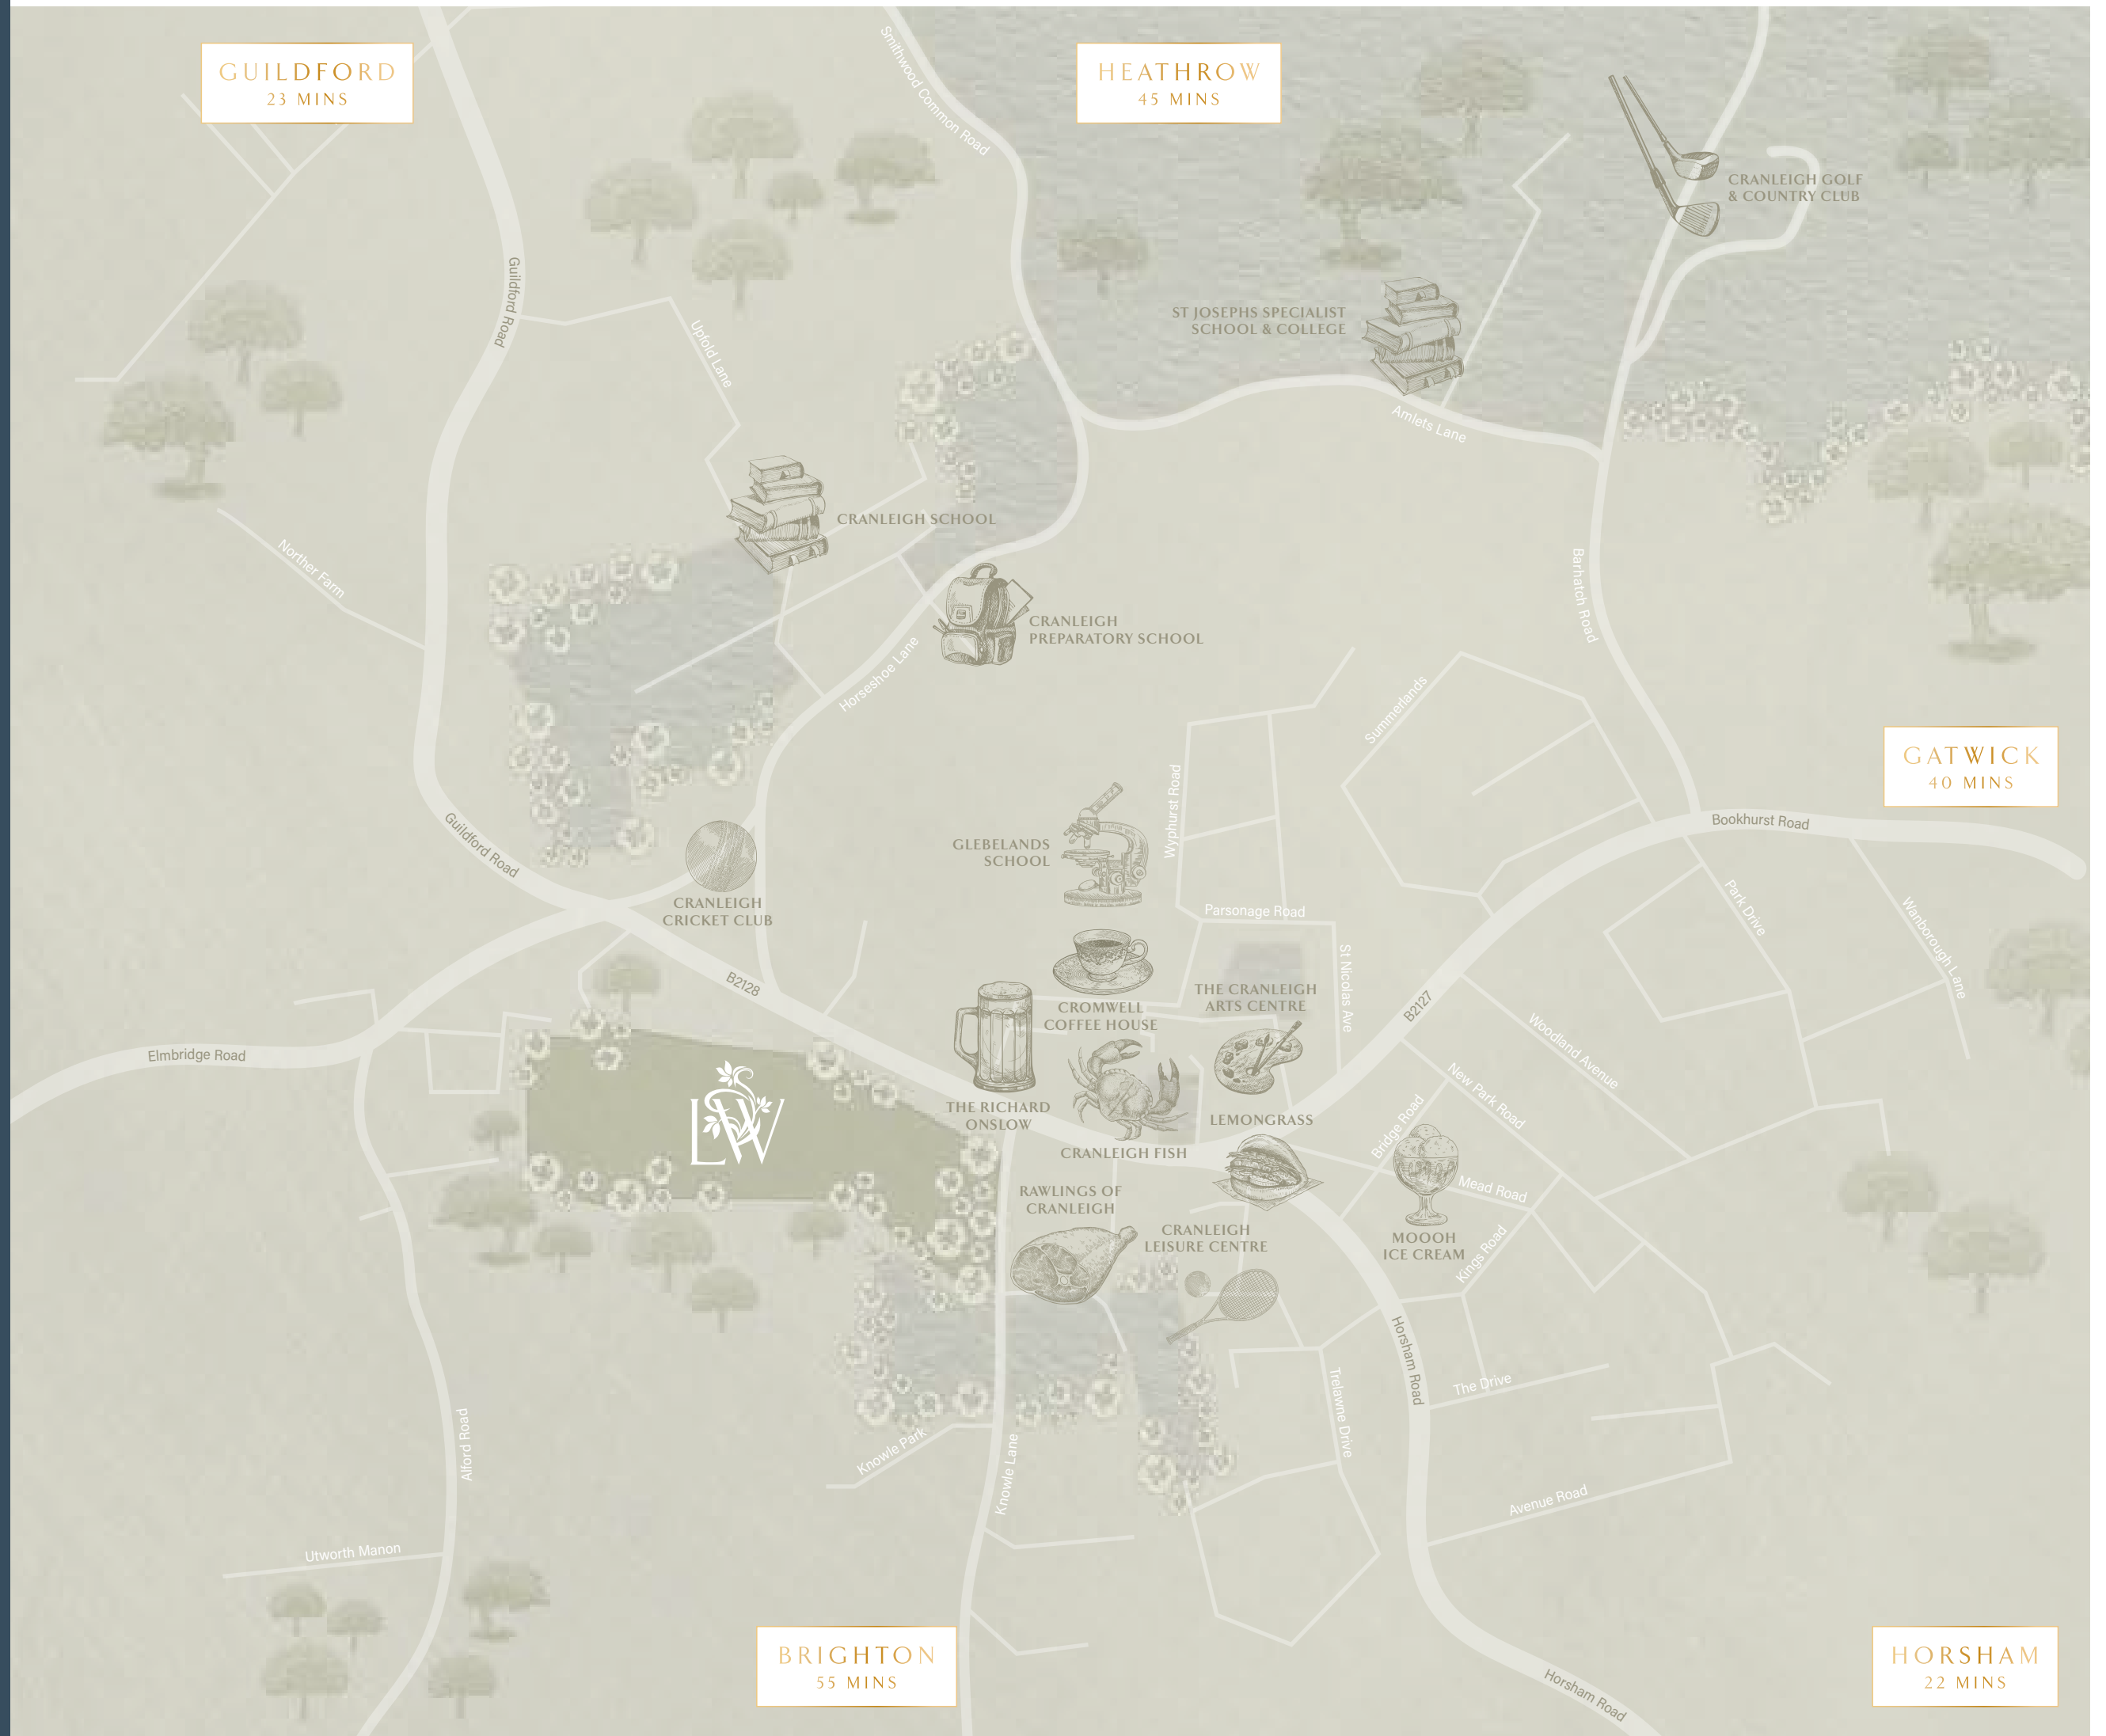 GUILDFORD
23 MINS
HEATHROW
45 MINS
Smithwood Common Road
CRANLEIGH GOLF
& COUNTRY CLUB
Guildford Road
Upfold Lane
ST JOSEPHS SPECIALIST
SCHOOL & COLLEGE
Amlets Lane
CRANLEIGH SCHOOL
Norther Farm
Barhatch Road
CRANLEIGH
PREPARATORY SCHOOL
Horseshoe Lane
Summerlands
GATWICK
40 MINS
Wyphurst Road
Bookhurst Road
Guildford Road
GLEBELANDS
SCHOOL
CRANLEIGH
CRICKET CLUB
Parsonage Road
Park Drive
Wanborough Lane
St Nicolas Ave
B2128
THE CRANLEIGH
ARTS CENTRE
B2127
CROMWELL
COFFEE HOUSE
Woodland Avenue
Elmbridge Road
LW
New Park Road
THE RICHARD
ONSLOW
LEMONGRASS
Bridge Road
CRANLEIGH FISH
Mead Road
RAWLINGS OF
CRANLEIGH
CRANLEIGH
LEISURE CENTRE
MOOOH
ICE CREAM
Kings Road
Horsham Road
The Drive
Trelawne Drive
Alford Road
Knowle Park
Knowle Lane
Avenue Road
Utworth Manon
BRIGHTON
55 MINS
HORSHAM
22 MINS
Horsham Road